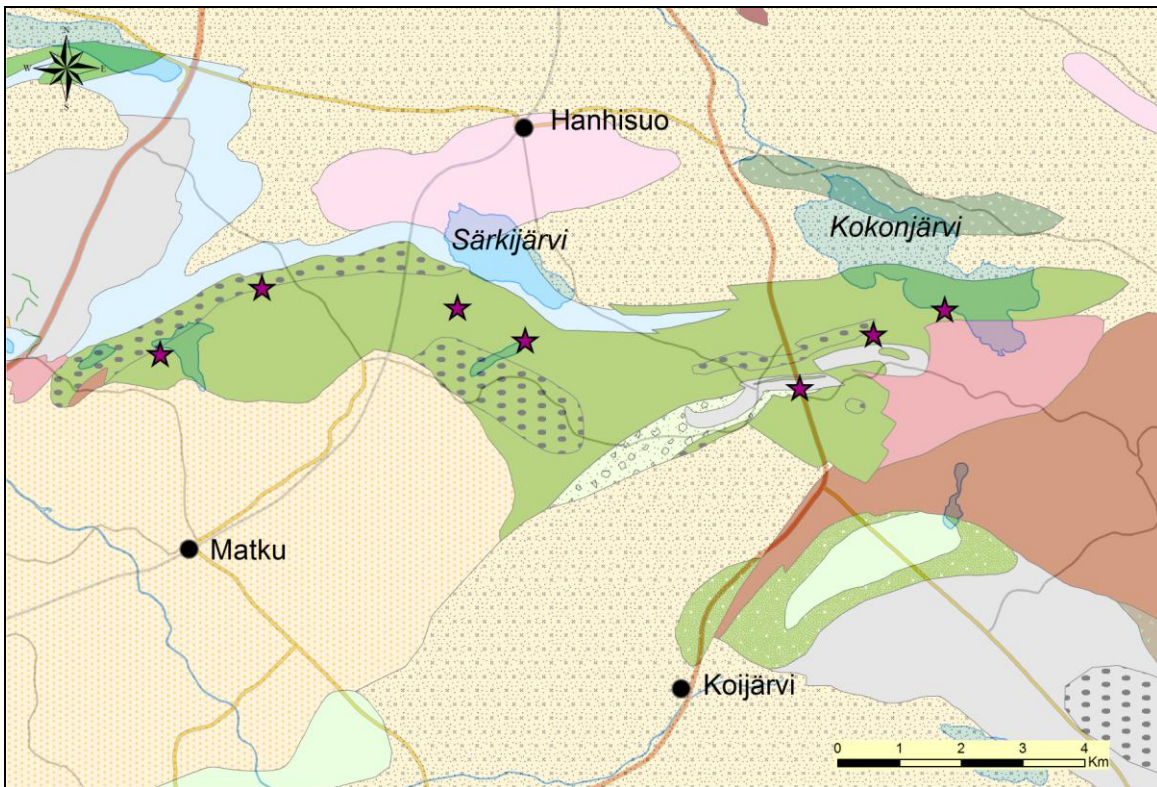 N
W E
S
Hanhisuo
Särkijärvi
Kokonjärvi
Matku
Koijärvi
0 1 2 3 4
Km